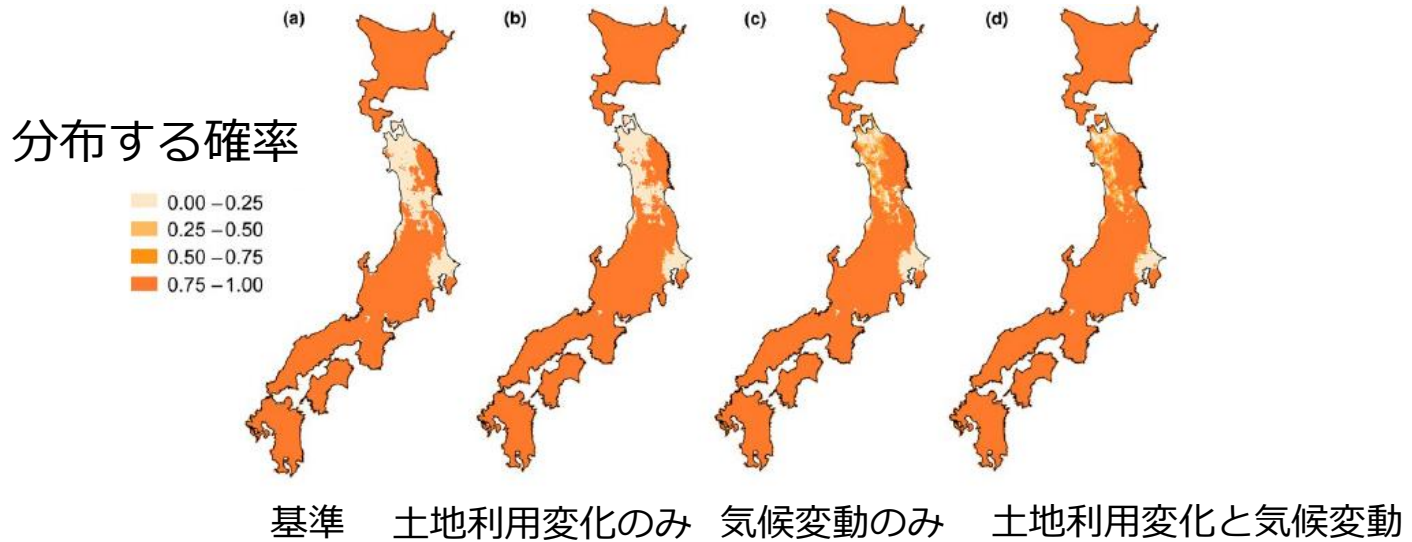 (a)
(b)
(c)
(d)
分布する確率
0.00 – 0.25
0.25 – 0.50
0.50 – 0.75
0.75 – 1.00
基準
土地利用変化のみ
気候変動のみ
土地利用変化と気候変動